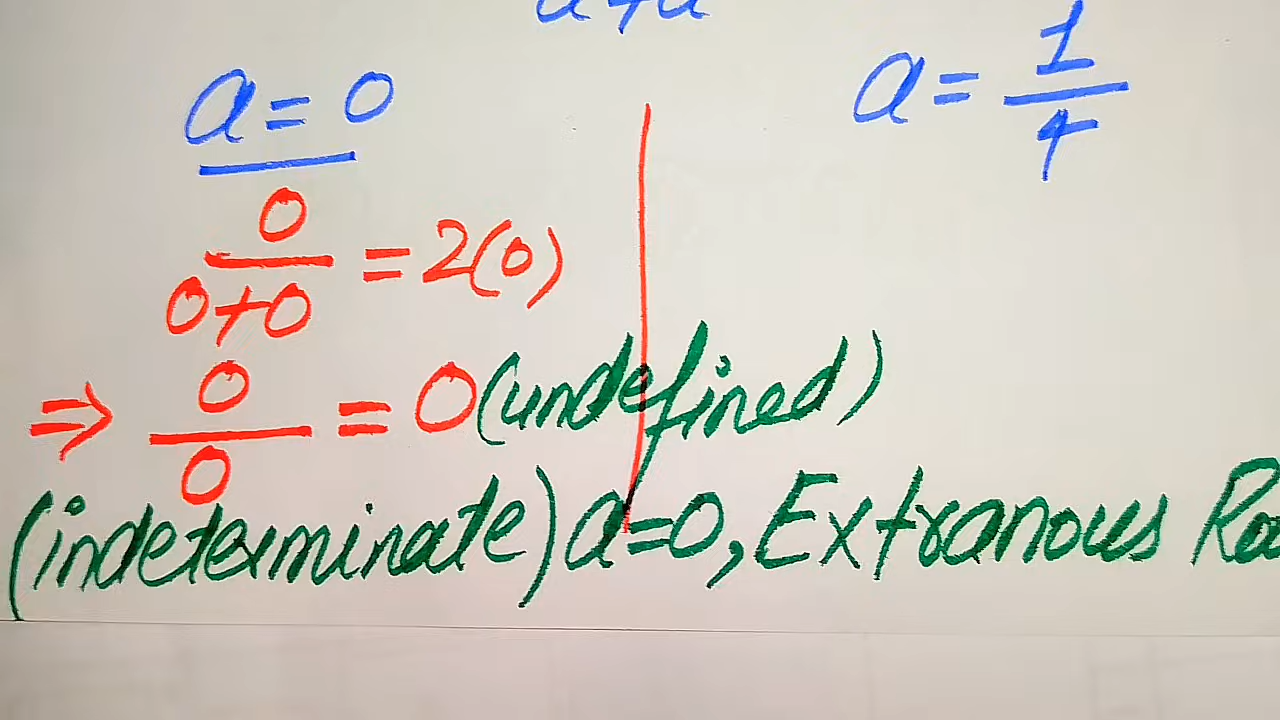 a+a
a = 0
a = 1/4
0/0+0 = 2(0)
⇒ 0/0 = 0 (undefined)
(indeterminate) a=0, Extranous